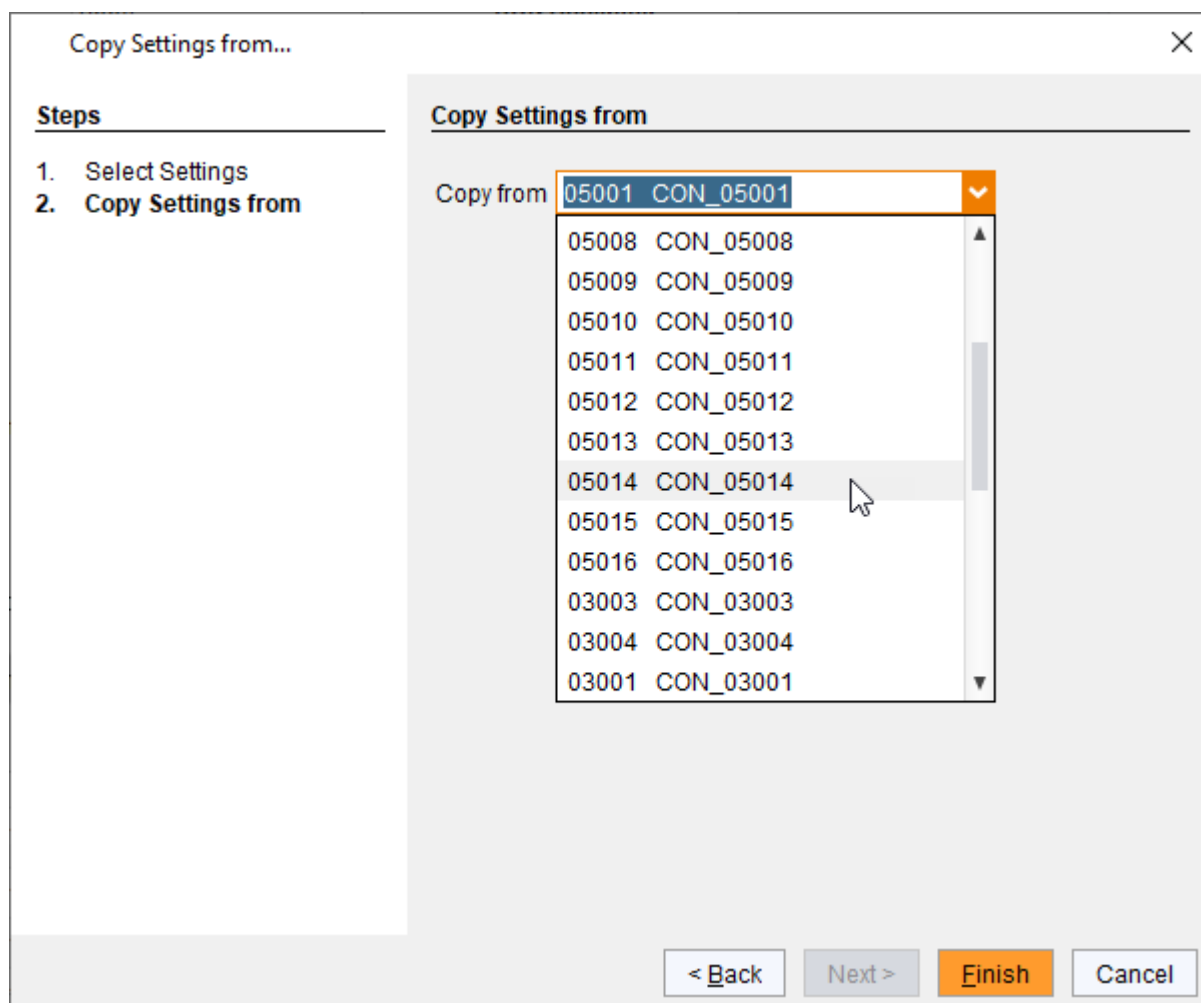 Copy Settings from...
Steps
1. Select Settings
2. Copy Settings from
Copy Settings from
Copy from 05001 CON_05001
05008 CON_05008
05009 CON_05009
05010 CON_05010
05011 CON_05011
05012 CON_05012
05013 CON_05013
05014 CON_05014
05015 CON_05015
05016 CON_05016
03003 CON_03003
03004 CON_03004
03001 CON_03001
< Back Next > Finish Cancel